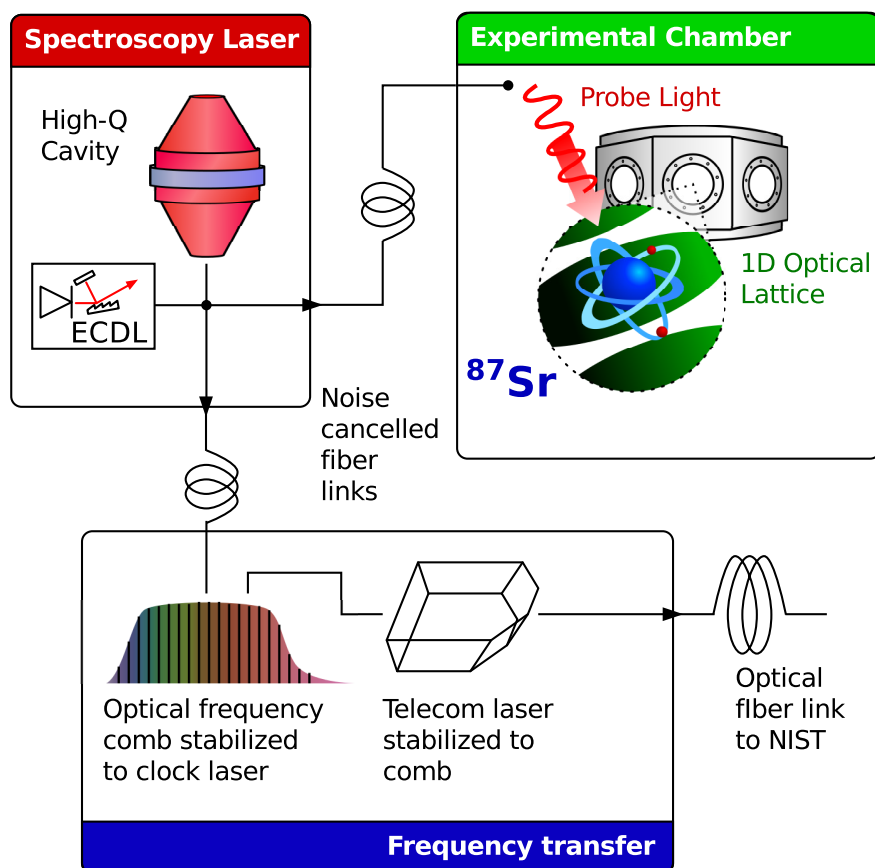 Spectroscopy Laser
High-Q
Cavity
ECDL
Experimental Chamber
Probe Light
1D Optical
Lattice
87Sr
Noise
cancelled
fiber
links
Optical frequency
comb stabilized
to clock laser
Telecom laser
stabilized to
comb
Optical
fIber link
to NIST
Frequency transfer